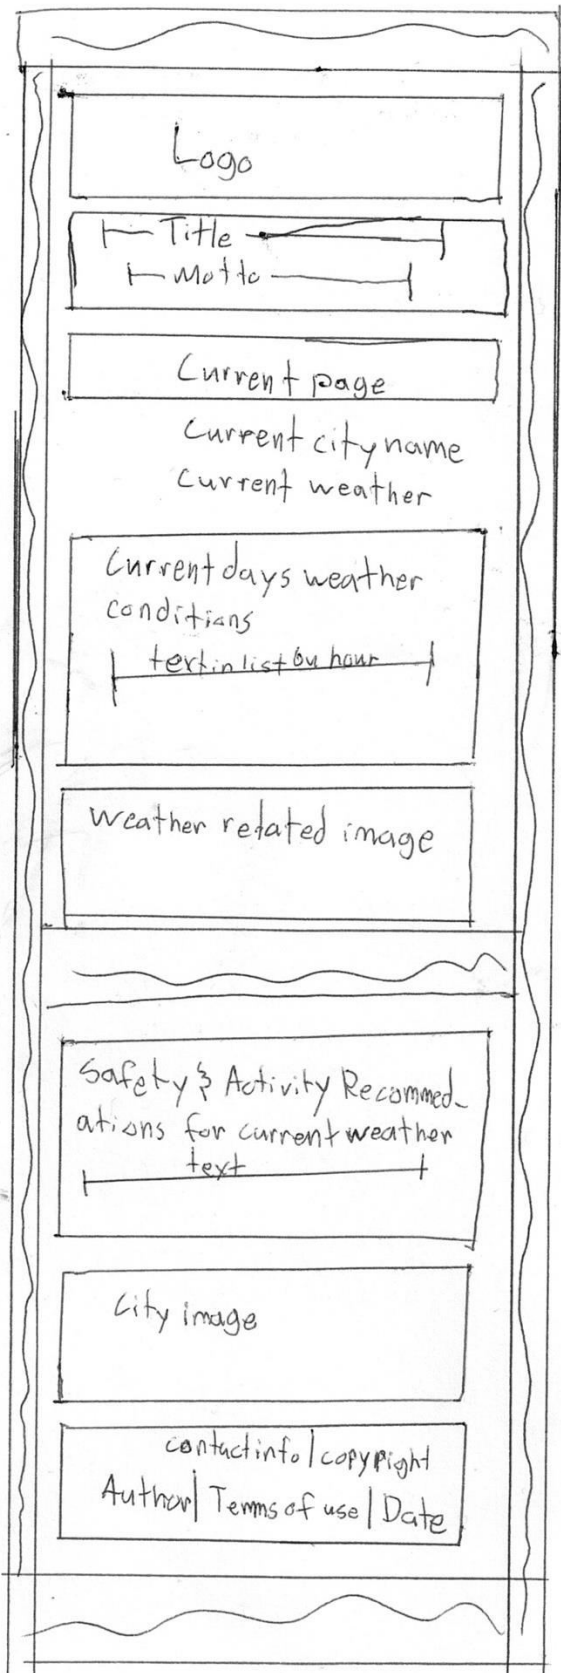 Logo
Title
Motto
Current page
Current city name
Current weather
Current days weather
conditions
text in list by hour
Weather related image
Safety & Activity Recommed-
ations for current weather
text
City image
contact info | copyright
Author | Terms of use | Date